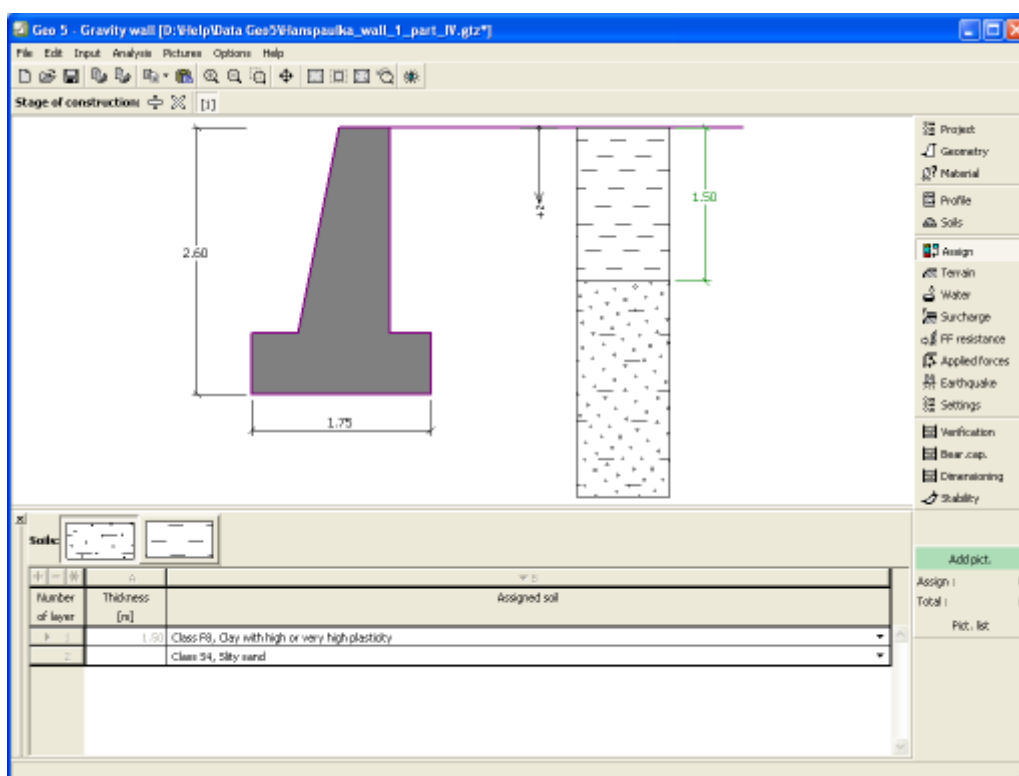 Geo 5 - Gravity wall [D:\Help\Data Geo5\Hanspaulka_wall_1_part_IV.gtz*]
File Edit Input Analysis Pictures Options Help
Stage of construction: [1]
2.60
1.75
+z
1.50
Project
Geometry
Material
Profile
Soils
Assign
Terrain
Water
Surcharge
FF resistance
Applied forces
Earthquake
Settings
Verification
Bear.cap.
Dimensioning
Stability
Soils:
A B
Number of layer
Thickness [m]
Assigned soil
1 1.50 Class F8, Clay with high or very high plasticity
2 Class S4, Silty sand
Add pict.
Assign :
Total :
Pict. list